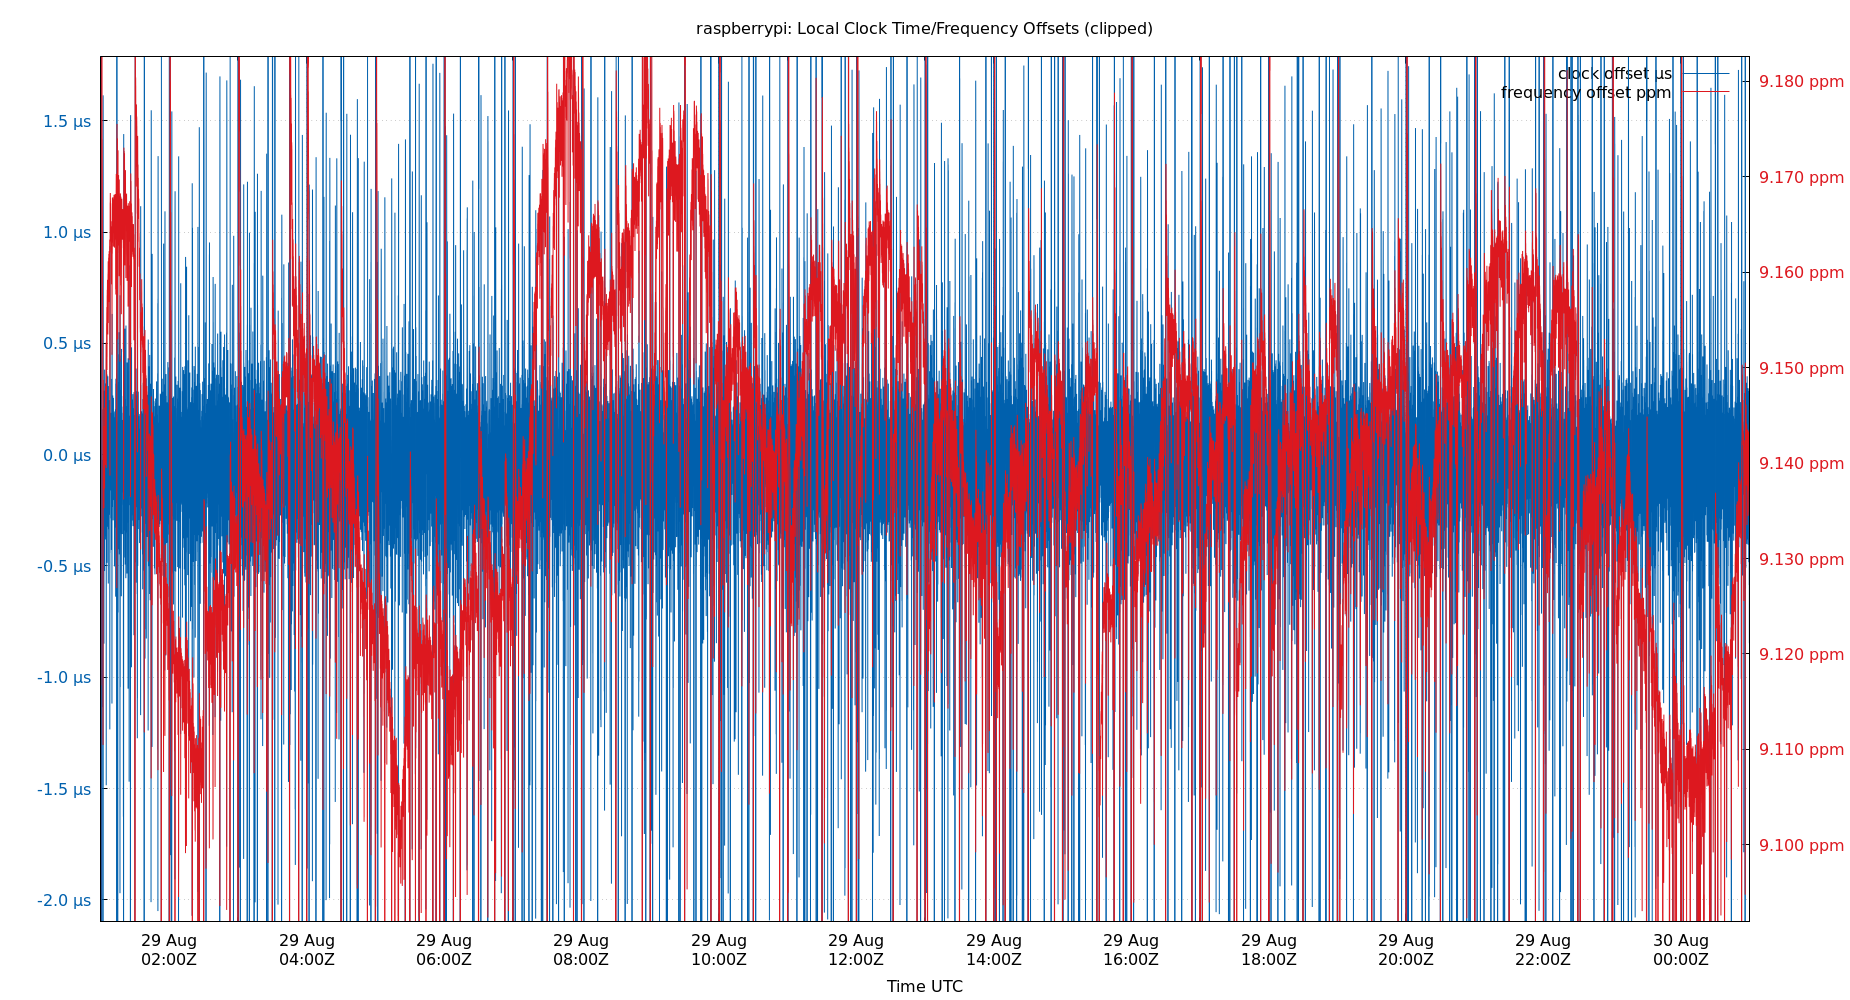 raspberrypi: Local Clock Time/Frequency Offsets (clipped)
clock offset µs
frequency offset ppm
1.5 µs
1.0 µs
0.5 µs
0.0 µs
-0.5 µs
-1.0 µs
-1.5 µs
-2.0 µs
9.180 ppm
9.170 ppm
9.160 ppm
9.150 ppm
9.140 ppm
9.130 ppm
9.120 ppm
9.110 ppm
9.100 ppm
29 Aug 29 Aug 29 Aug 29 Aug 29 Aug 29 Aug 29 Aug 29 Aug 29 Aug 29 Aug 29 Aug 30 Aug
02:00Z 04:00Z 06:00Z 08:00Z 10:00Z 12:00Z 14:00Z 16:00Z 18:00Z 20:00Z 22:00Z 00:00Z
Time UTC